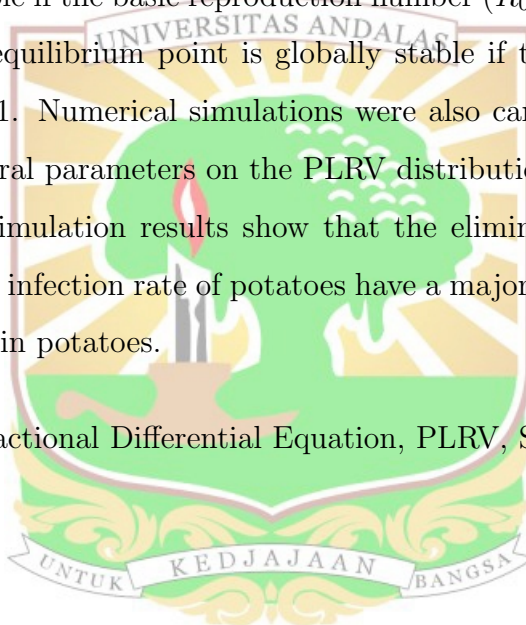 ble if the basic reproduction number (R0
UNIVERSITAS ANDALAS
equilibrium point is globally stable if t
1. Numerical simulations were also car
ral parameters on the PLRV distributio
imulation results show that the elimin
infection rate of potatoes have a major
in potatoes.
actional Differential Equation, PLRV, S
UNTUK KEDJAJAAN BANGSA